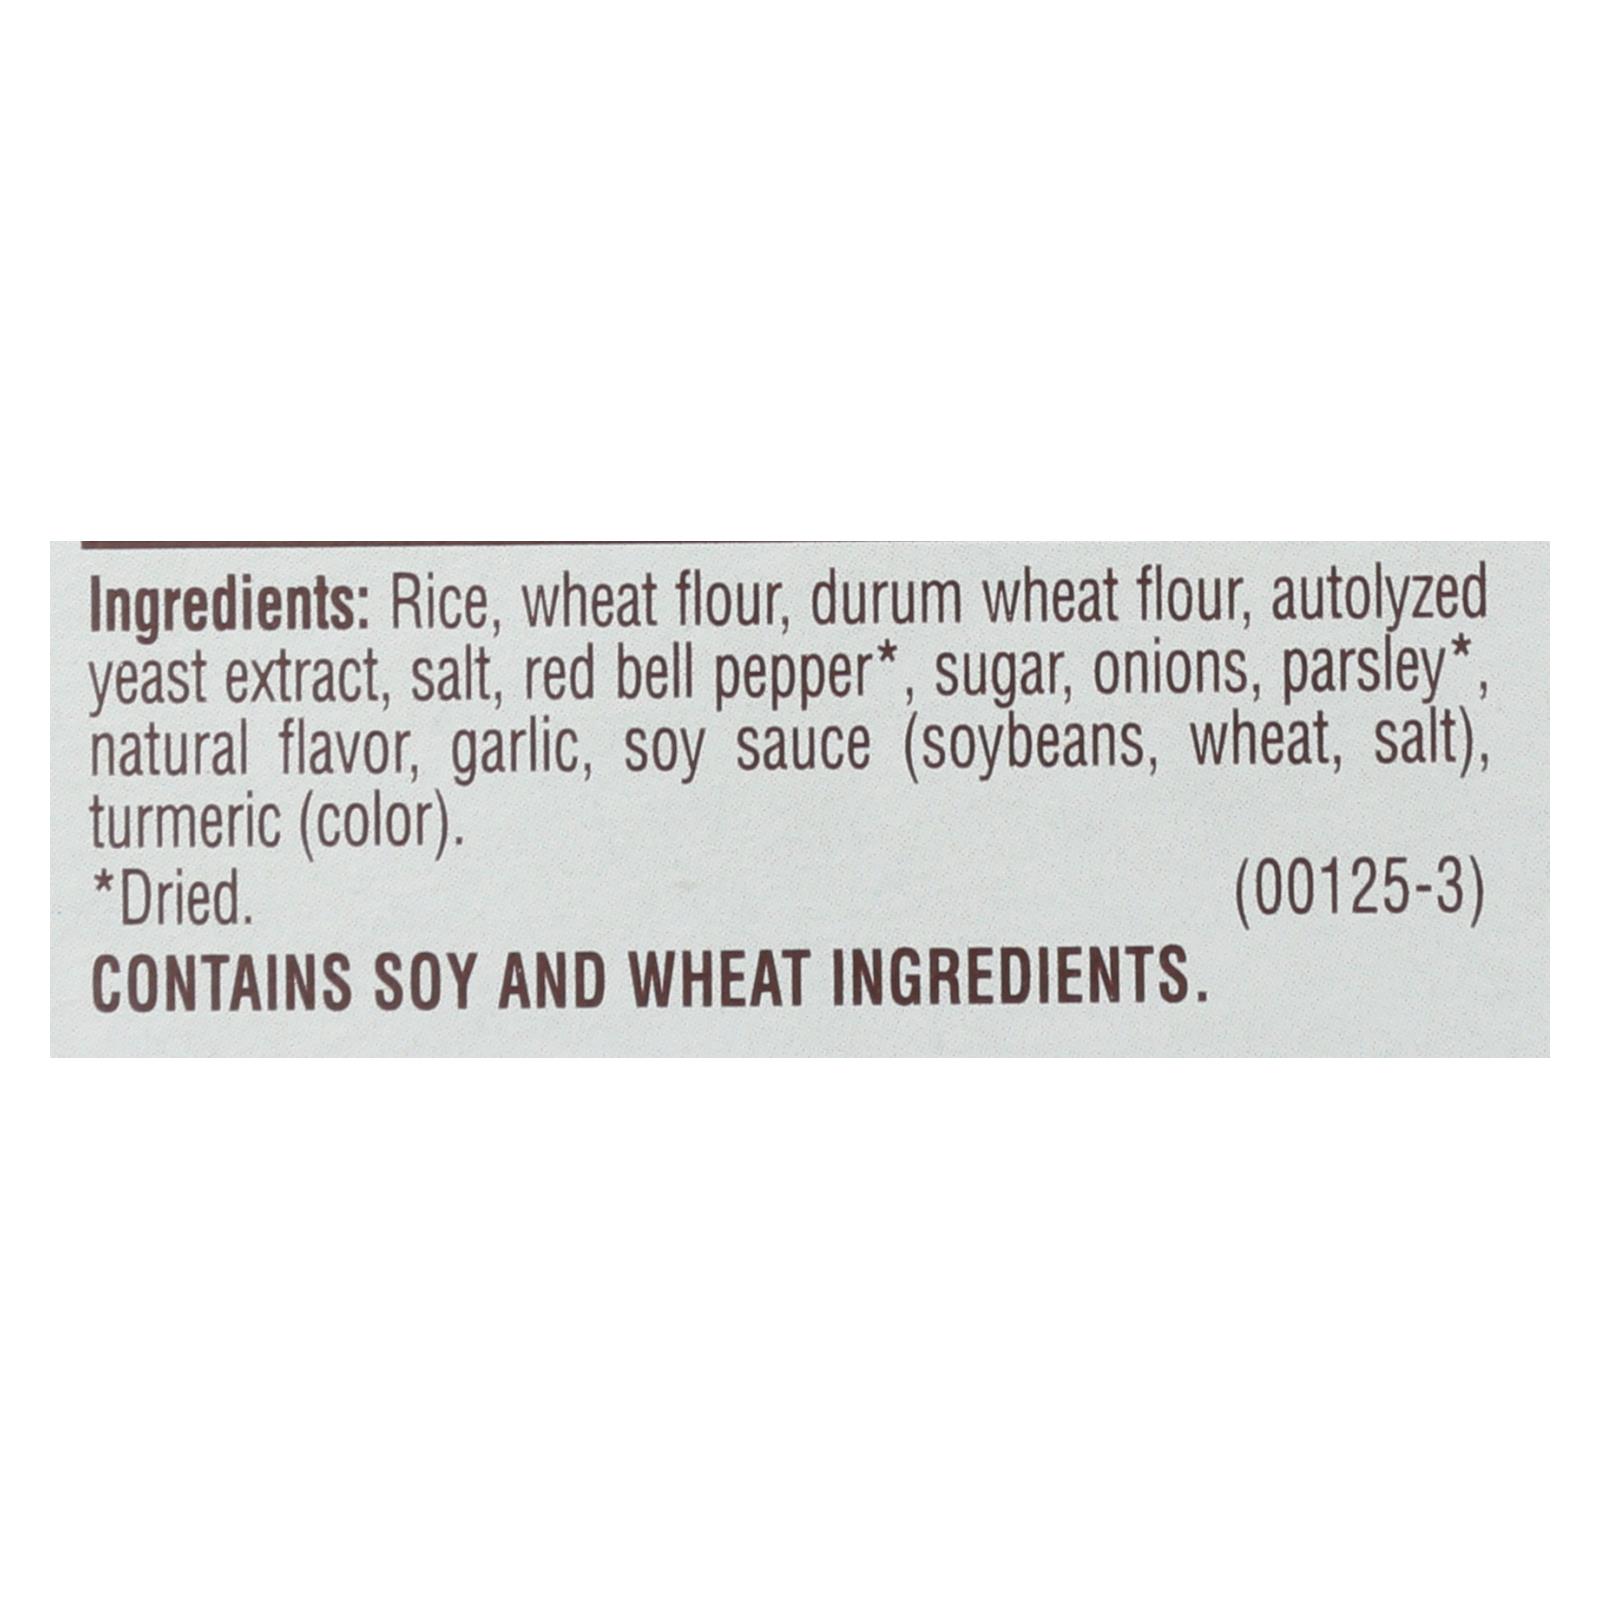 Ingredients: Rice, wheat flour, durum wheat flour, autolyzed
yeast extract, salt, red bell pepper*, sugar, onions, parsley*,
natural flavor, garlic, soy sauce (soybeans, wheat, salt),
turmeric (color).
*Dried. (00125-3)
CONTAINS SOY AND WHEAT INGREDIENTS.